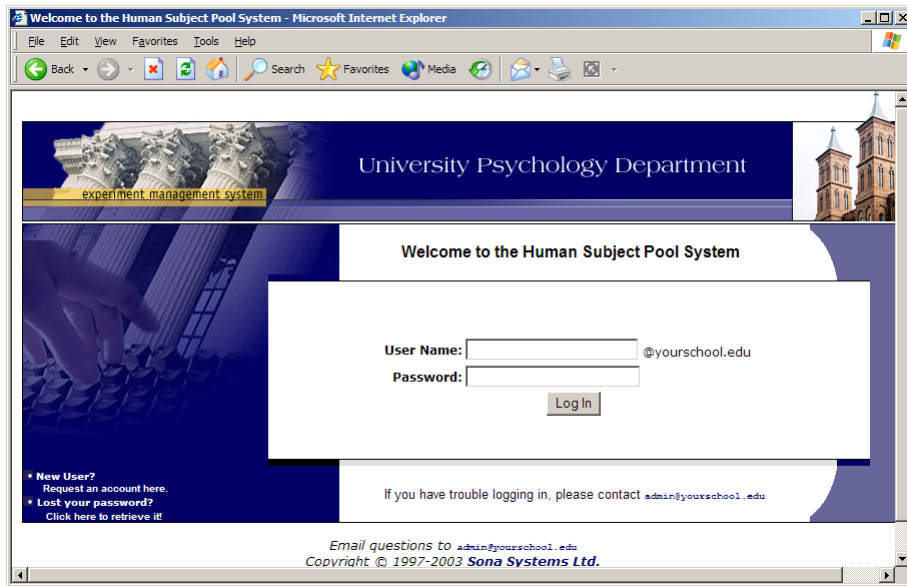 Welcome to the Human Subject Pool System - Microsoft Internet Explorer
File Edit View Favorites Tools Help
Back Search Favorites Media
University Psychology Department
experiment management system
Welcome to the Human Subject Pool System
User Name: @yourschool.edu
Password:
Log In
New User?
Request an account here.
Lost your password?
Click here to retrieve it!
If you have trouble logging in, please contact admin@yourschool.edu
Email questions to admin@yourschool.edu
Copyright © 1997-2003 Sona Systems Ltd.